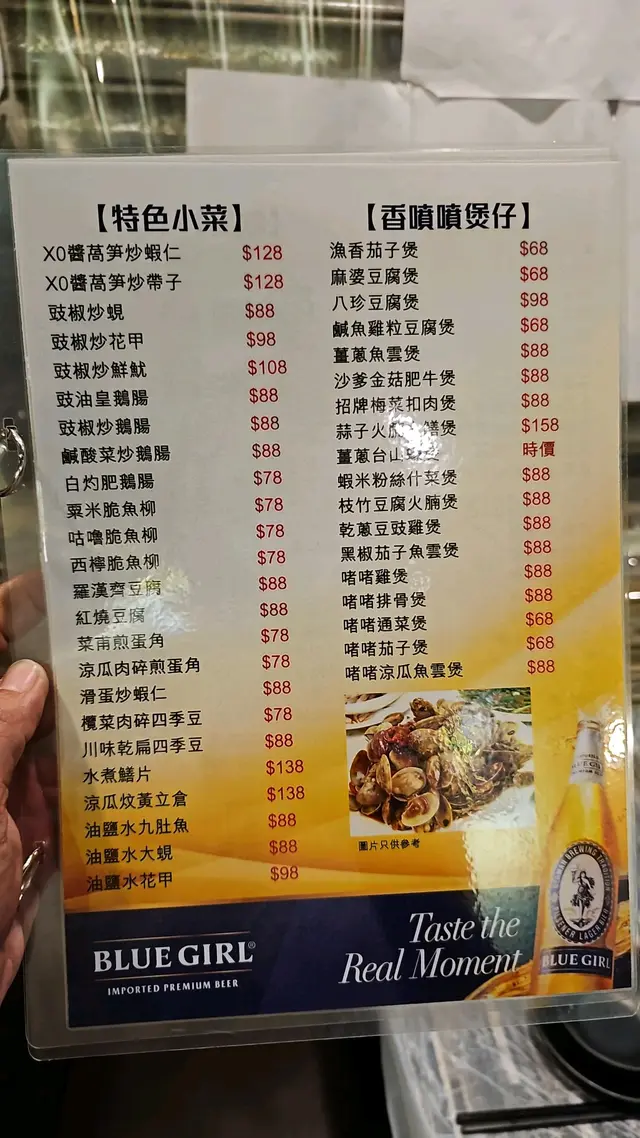 【特色小菜】
XO醬萵笋炒蝦仁 $128
XO醬萵笋炒帶子 $128
豉椒炒蜆 $88
豉椒炒花甲 $98
豉椒炒鮮魷 $108
豉油皇鵝腸 $88
豉椒炒鵝腸 $88
鹹酸菜炒鵝腸 $88
白灼肥鵝腸 $78
粟米脆魚柳 $78
咕嚕脆魚柳 $78
西檸脆魚柳 $78
羅漢齊豆腐 $88
紅燒豆腐 $88
菜甫煎蛋角 $78
涼瓜肉碎煎蛋角 $78
滑蛋炒蝦仁 $88
欖菜肉碎四季豆 $78
川味乾扁四季豆 $88
水煮鱔片 $138
涼瓜炆黃立倉 $138
油鹽水九肚魚 $88
油鹽水大蜆 $88
油鹽水花甲 $98
【香噴噴煲仔】
漁香茄子煲 $68
麻婆豆腐煲 $68
八珍豆腐煲 $98
鹹魚雞粒豆腐煲 $68
薑蔥魚雲煲 $88
沙爹金菇肥牛煲 $88
招牌梅菜扣肉煲 $88
蒜子火 鱔煲 $158
薑蔥台山 時價
蝦米粉絲什菜煲 $88
枝竹豆腐火腩煲 $88
乾蔥豆豉雞煲 $88
黑椒茄子魚雲煲 $88
啫啫雞煲 $88
啫啫排骨煲 $88
啫啫通菜煲 $68
啫啫茄子煲 $68
啫啫涼瓜魚雲煲 $88
圖片只供參考
BLUE GIRL®
IMPORTED PREMIUM BEER
Taste the
Real Moment
BLUE GIRL
BLUE GIRL